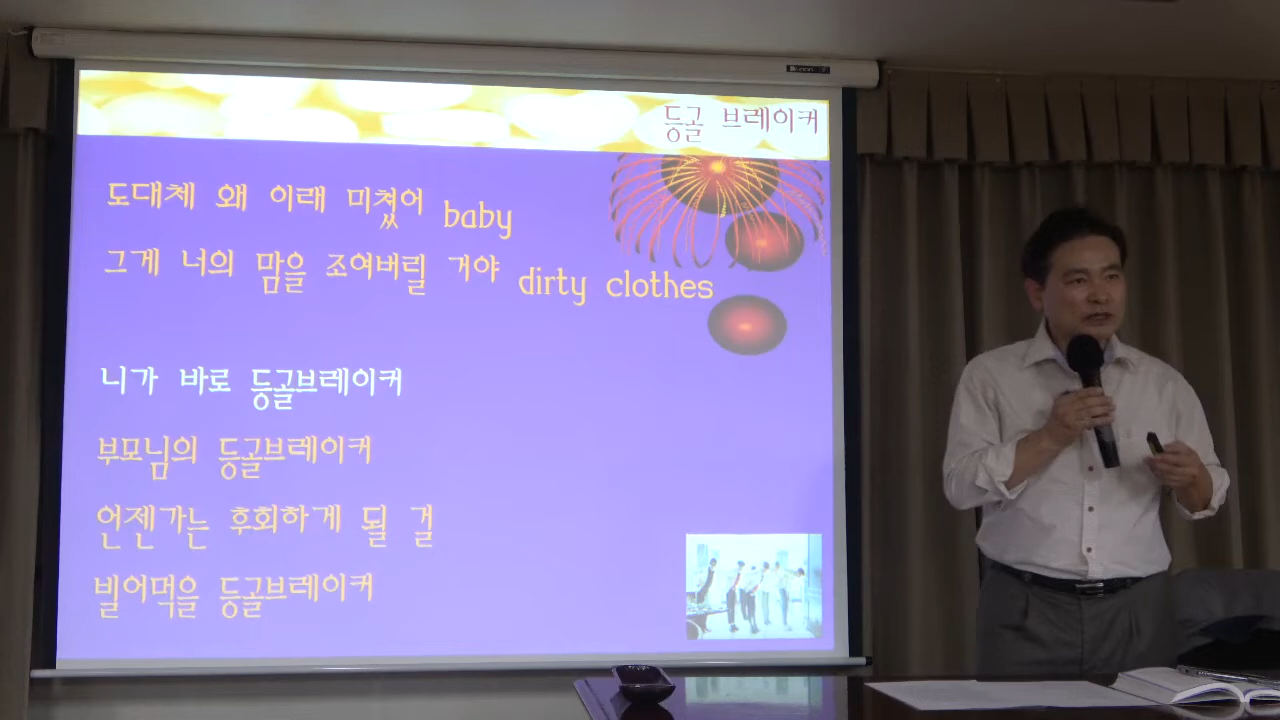 등골 브레이커
도대체 왜 이래 미쳤어 baby
그게 너의 맘을 조여버릴 거야 dirty clothes
니가 바로 등골브레이커
부모님의 등골브레이커
언젠가는 후회하게 될 걸
빌어먹을 등골브레이커